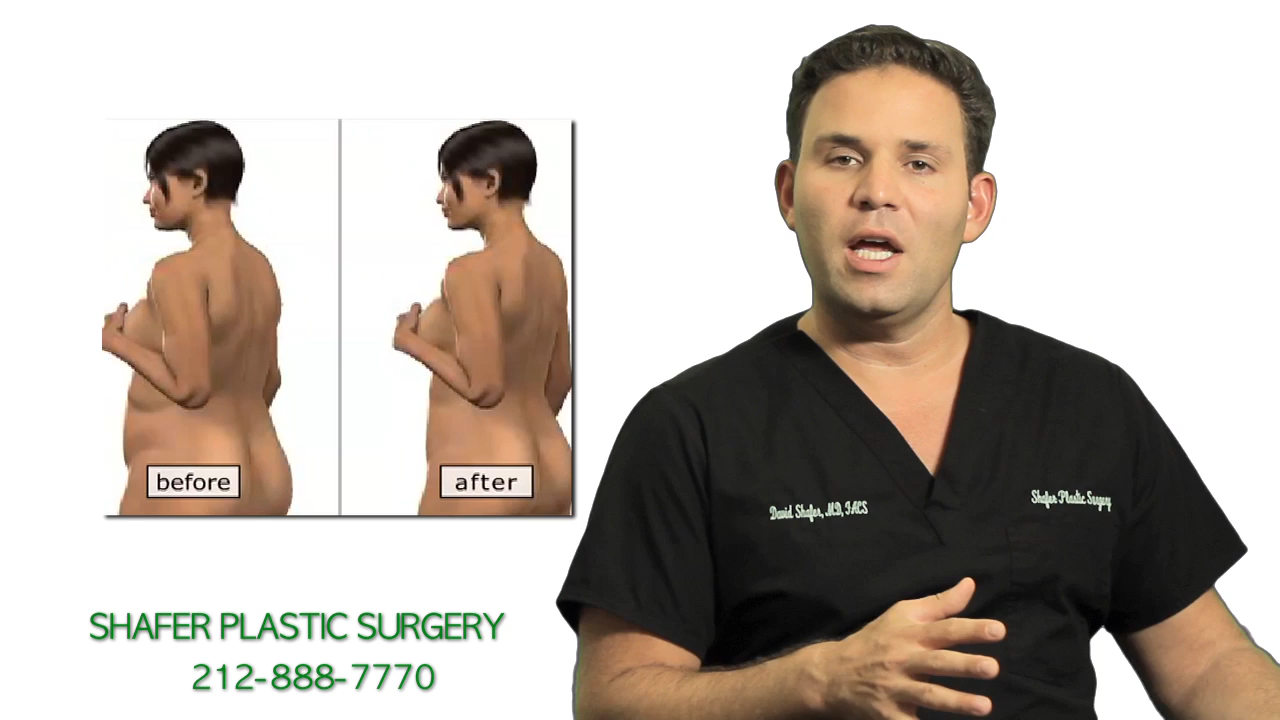 before
after
David Shafer, MD, FACS
Shafer Plastic Surgery
SHAFER PLASTIC SURGERY
212-888-7770